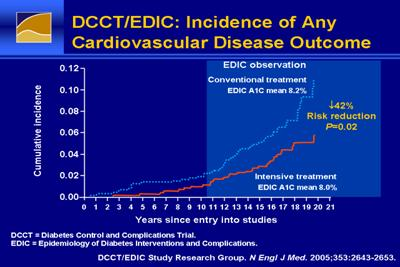 DCCT/EDIC: Incidence of Any
Cardiovascular Disease Outcome
EDIC observation
Conventional treatment
EDIC A1C mean 8.2%
↓42%
Risk reduction
P=0.02
Intensive treatment
EDIC A1C mean 8.0%
Cumulative incidence
0.12
0.10
0.08
0.06
0.04
0.02
0.00
0 1 2 3 4 5 6 7 8 9 10 11 12 13 14 15 16 17 18 19 20 21
Years since entry into studies
DCCT = Diabetes Control and Complications Trial.
EDIC = Epidemiology of Diabetes Interventions and Complications.
DCCT/EDIC Study Research Group. N Engl J Med. 2005;353:2643-2653.